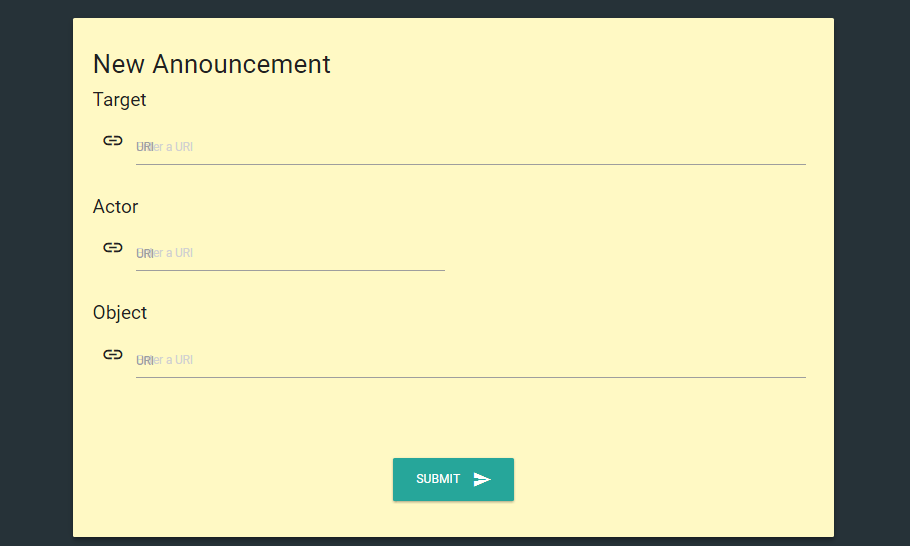 New Announcement
Target
URI Enter a URI
Actor
URI Enter a URI
Object
URI Enter a URI
SUBMIT